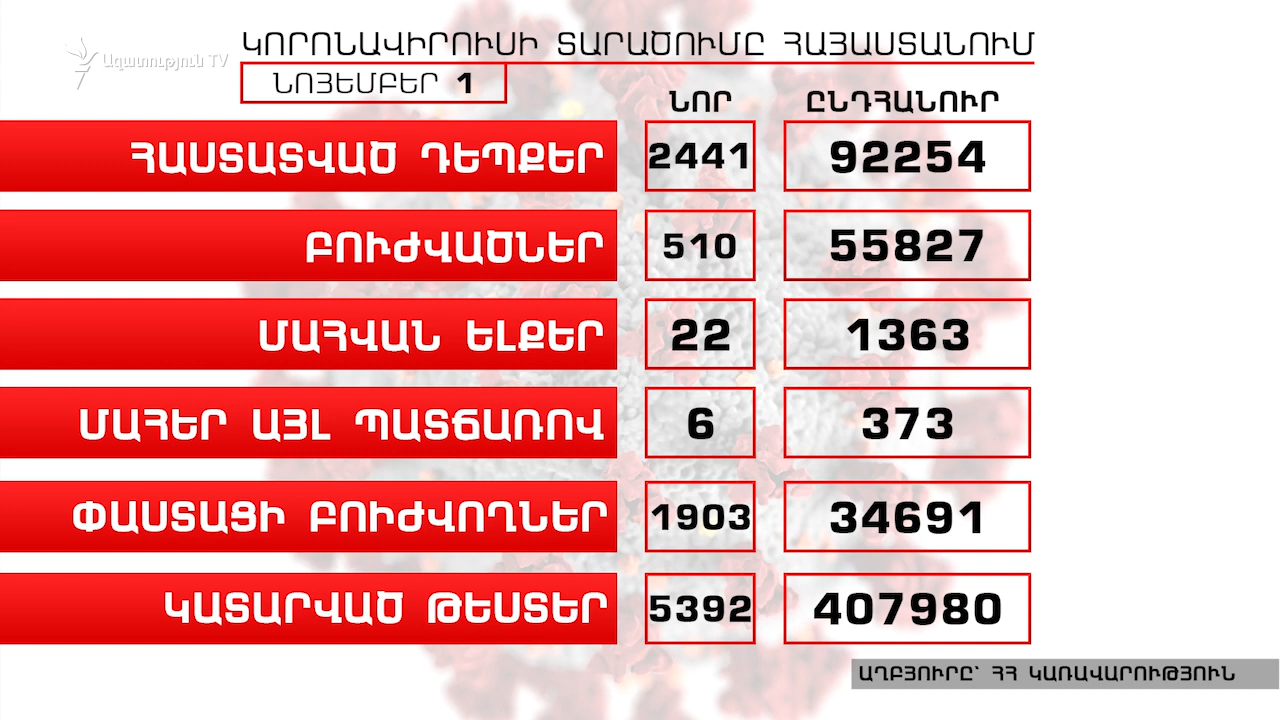 Ազատություն TV
ԿՈՐՈՆԱՎԻՐՈՒՍԻ ՏԱՐԱԾՈՒՄԸ ՀԱՅԱՍՏԱՆՈՒՄ
ՆՈՅԵՄԲԵՐ 1
ՆՈՐ ԸՆԴՀԱՆՈՒՐ
ՀԱՍՏԱՏՎԱԾ ԴԵՊՔԵՐ 2441 92254
ԲՈՒԺՎԱԾՆԵՐ 510 55827
ՄԱՀՎԱՆ ԵԼՔԵՐ 22 1363
ՄԱՀԵՐ ԱՅԼ ՊԱՏՃԱՌՈՎ 6 373
ՓԱՍՏԱՑԻ ԲՈՒԺՎՈՂՆԵՐ 1903 34691
ԿԱՏԱՐՎԱԾ ԹԵՍՏԵՐ 5392 407980
ԱՂԲՅՈՒՐԸ՝ ՀՀ ԿԱՌԱՎԱՐՈՒԹՅՈՒՆ